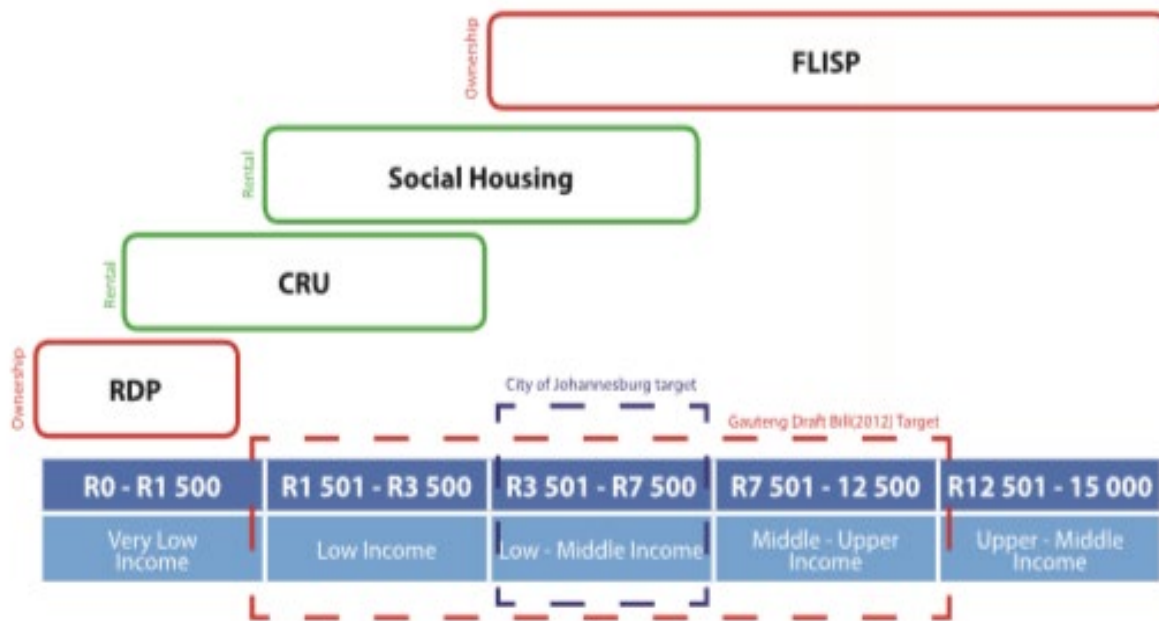 Ownership
FLISP
Rental
Social Housing
Rental
CRU
Ownership
RDP
City of Johannesburg target
Gauteng Draft Bill(2012) Target
R0 - R1 500
R1 501 - R3 500
R3 501 - R7 500
R7 501 - 12 500
R12 501 - 15 000
Very Low
Income
Low Income
Low - Middle Income
Middle - Upper
Income
Upper - Middle
Income